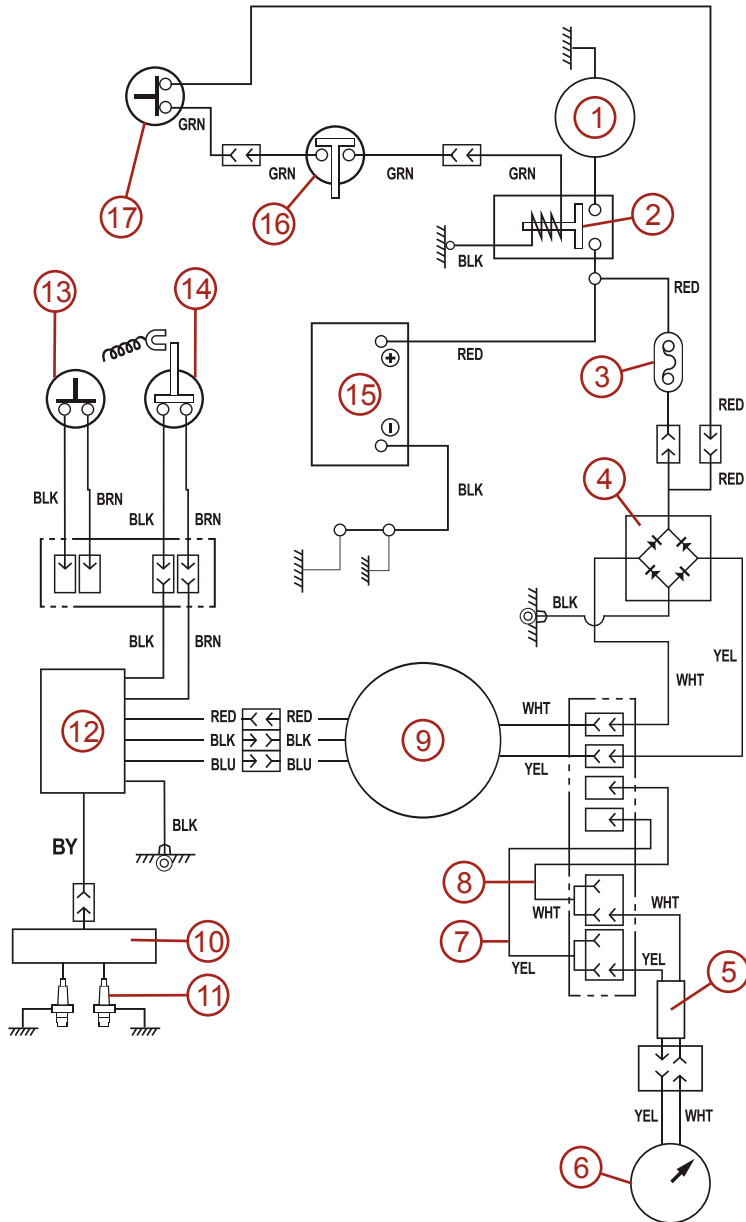 1
GRN
17
GRN
16
GRN
GRN
2
BLK
13
14
RED
RED
3
15
+
−
RED
RED
4
BLK
BLK
BRN
BLK
BRN
BLK
YEL
BLK
BRN
WHT
12
RED
RED
9
WHT
BLK
BLK
BLU
BLU
YEL
BLK
BY
8
WHT
WHT
7
10
YEL
YEL
5
11
YEL
WHT
6